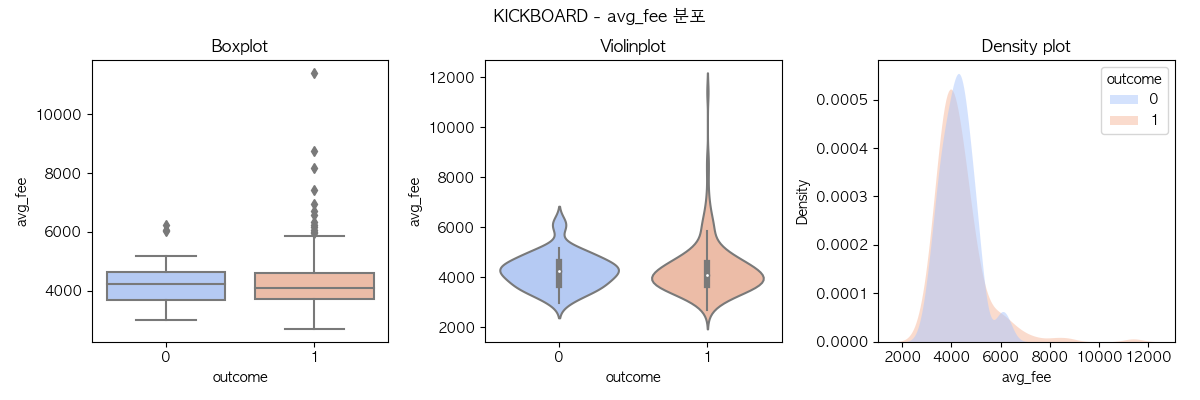 KICKBOARD - avg_fee 분포
Boxplot
10000
8000
6000
4000
avg_fee
0
1
outcome
Violinplot
12000
10000
8000
6000
4000
2000
avg_fee
0
1
outcome
Density plot
outcome
0
1
0.0005
0.0004
0.0003
0.0002
0.0001
0.0000
Density
2000 4000 6000 8000 10000 12000
avg_fee